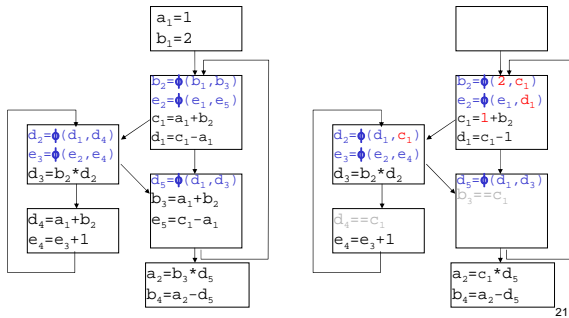 a₁=1
b₁=2
b₂=ϕ(b₁,b₃)
e₂=ϕ(e₁,e₅)
c₁=a₁+b₂
d₁=c₁-a₁
d₂=ϕ(d₁,d₄)
e₃=ϕ(e₂,e₄)
d₃=b₂*d₂
d₅=ϕ(d₁,d₃)
b₃=a₁+b₂
e₅=c₁-a₁
d₄=a₁+b₂
e₄=e₃+1
a₂=b₃*d₅
b₄=a₂-d₅
b₂=ϕ(2,c₁)
e₂=ϕ(e₁,d₁)
c₁=1+b₂
d₁=c₁-1
d₂=ϕ(d₁,c₁)
e₃=ϕ(e₂,e₄)
d₃=b₂*d₂
d₅=ϕ(d₁,d₃)
b₃==c₁
d₄==c₁
e₄=e₃+1
a₂=c₁*d₅
b₄=a₂-d₅
21